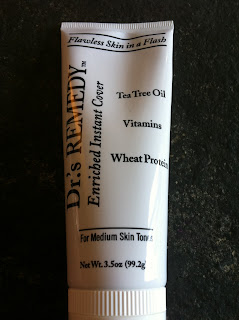 Flawless Skin in a Flash
Dr.'s REMEDY™
Enriched Instant Cover
Tea Tree Oil
Vitamins
Wheat Protein
For Medium Skin Tones
Net Wt. 3.5oz (99.2g)